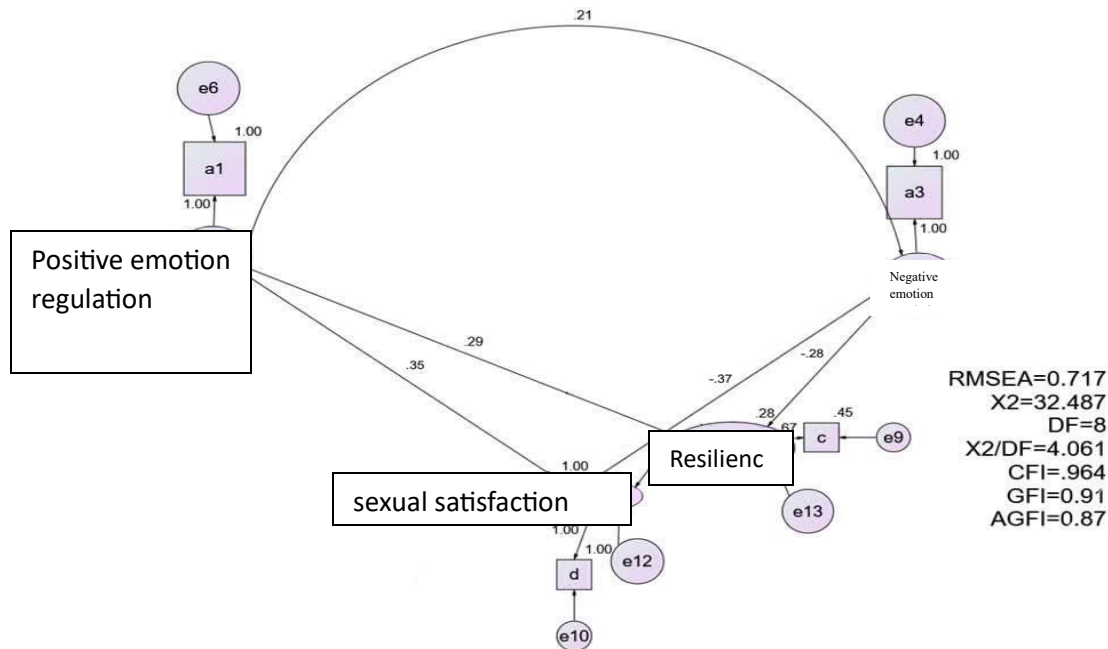 .21
e6
1.00
a1
1.00
e4
1.00
a3
1.00
Positive emotion
regulation
Negative
emotion
.29
.35
-.28
-.37
.28
.67
.45
c
e9
Resilienc
1.00
sexual satisfaction
e13
1.00
1.00
e12
d
e10
RMSEA=0.717
X2=32.487
DF=8
X2/DF=4.061
CFI=.964
GFI=0.91
AGFI=0.87